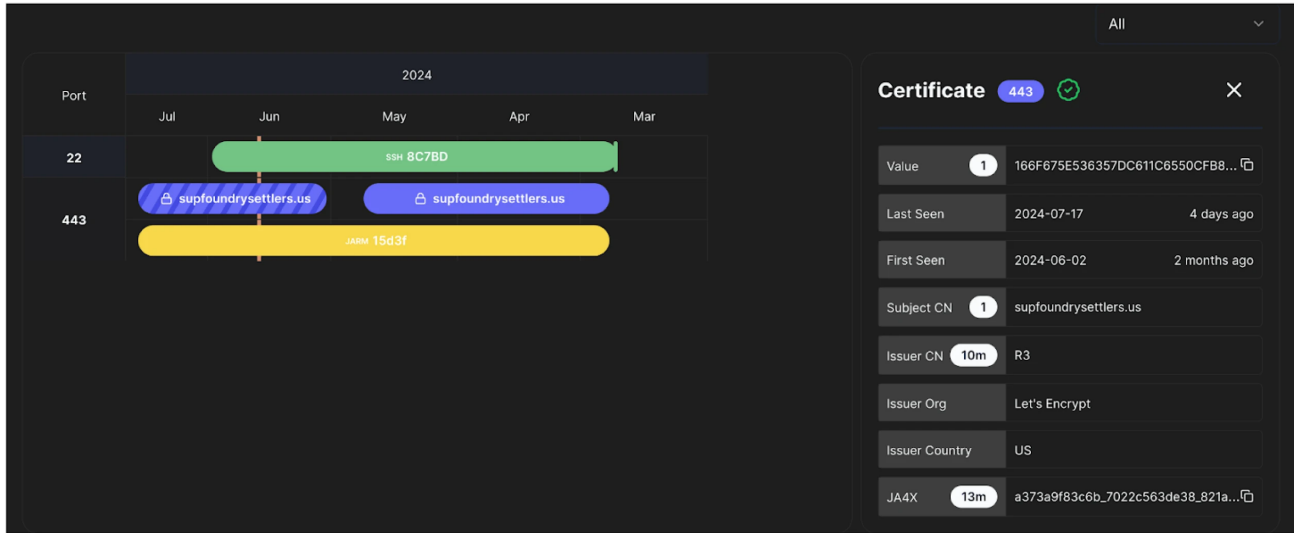 All
Port
2024
Jul Jun May Apr Mar
22
SSH 8C7BD
443
supfoundrysettlers.us supfoundrysettlers.us
JARM 15d3f
Certificate 443
Value 1 166F675E536357DC611C6550CFB8...
Last Seen 2024-07-17 4 days ago
First Seen 2024-06-02 2 months ago
Subject CN 1 supfoundrysettlers.us
Issuer CN 10m R3
Issuer Org Let's Encrypt
Issuer Country US
JA4X 13m a373a9f83c6b_7022c563de38_821a...